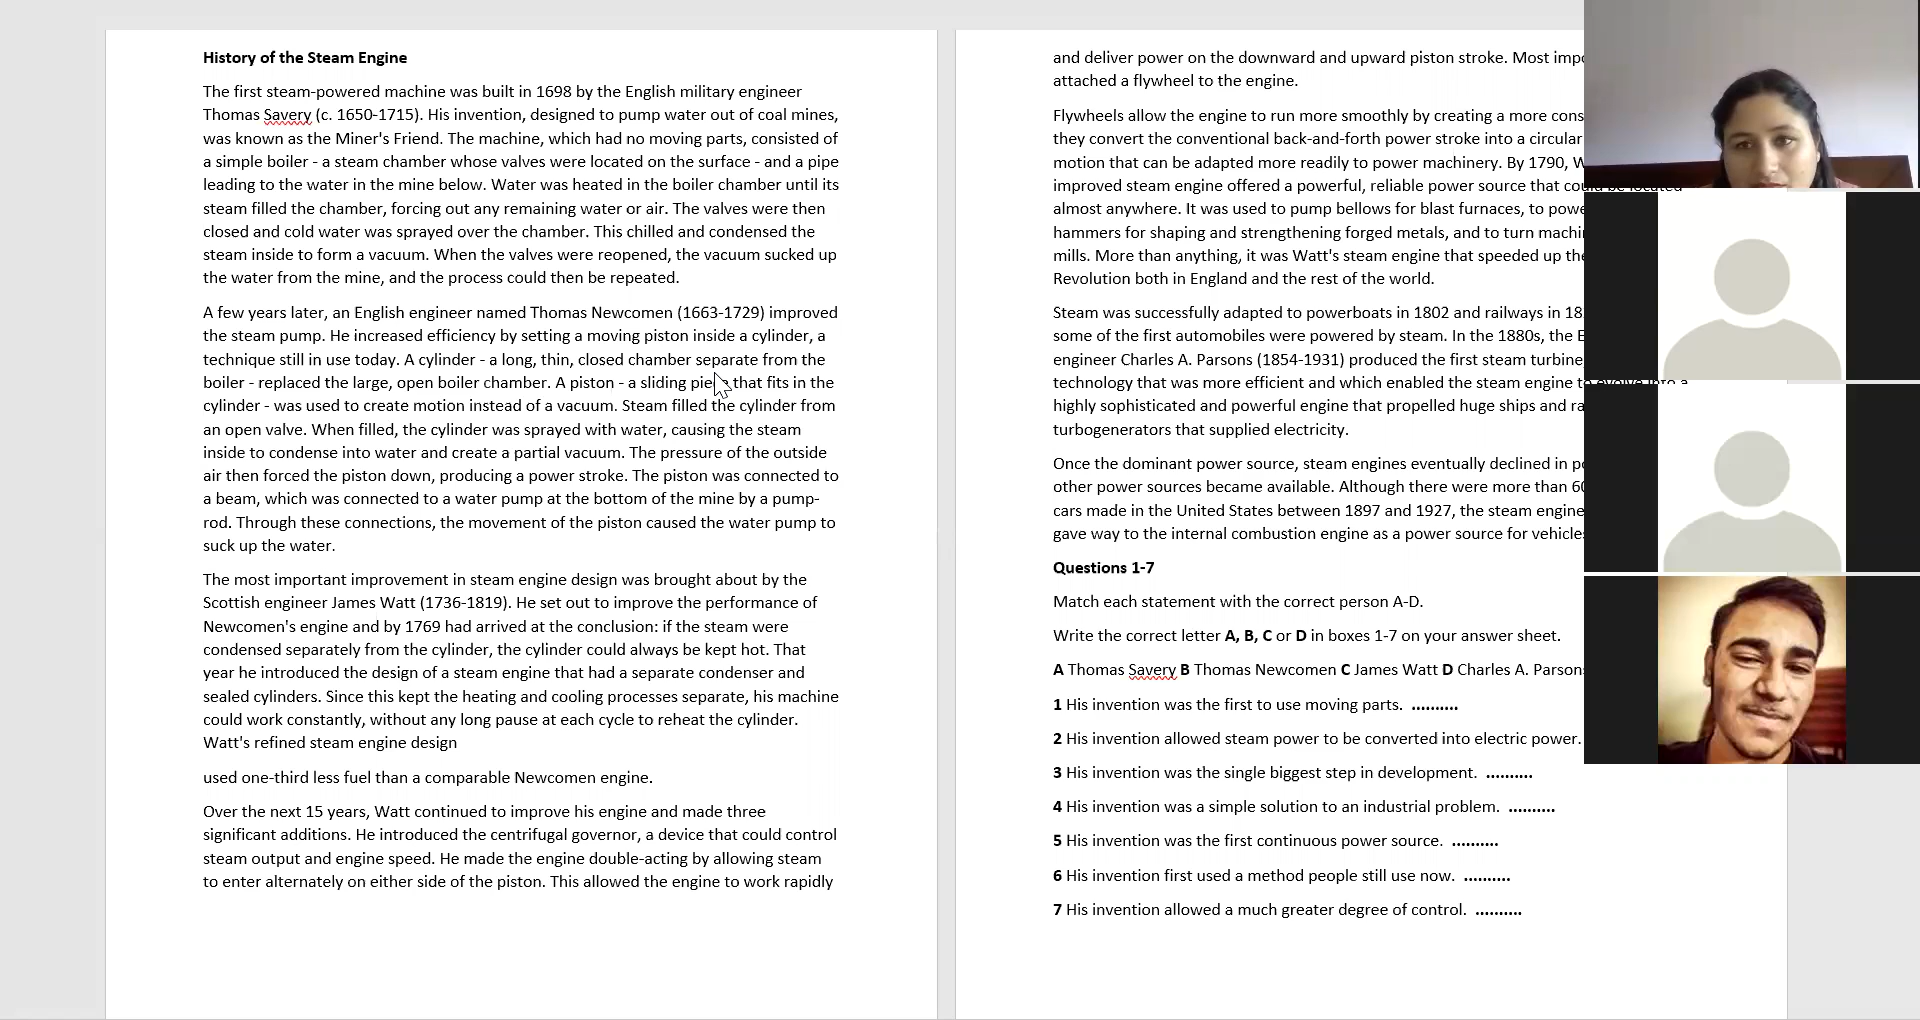 History of the Steam Engine
The first steam-powered machine was built in 1698 by the English military engineer
Thomas Savery (c. 1650-1715). His invention, designed to pump water out of coal mines,
was known as the Miner's Friend. The machine, which had no moving parts, consisted of
a simple boiler - a steam chamber whose valves were located on the surface - and a pipe
leading to the water in the mine below. Water was heated in the boiler chamber until its
steam filled the chamber, forcing out any remaining water or air. The valves were then
closed and cold water was sprayed over the chamber. This chilled and condensed the
steam inside to form a vacuum. When the valves were reopened, the vacuum sucked up
the water from the mine, and the process could then be repeated.
A few years later, an English engineer named Thomas Newcomen (1663-1729) improved
the steam pump. He increased efficiency by setting a moving piston inside a cylinder, a
technique still in use today. A cylinder - a long, thin, closed chamber separate from the
boiler - replaced the large, open boiler chamber. A piston - a sliding piece that fits in the
cylinder - was used to create motion instead of a vacuum. Steam filled the cylinder from
an open valve. When filled, the cylinder was sprayed with water, causing the steam
inside to condense into water and create a partial vacuum. The pressure of the outside
air then forced the piston down, producing a power stroke. The piston was connected to
a beam, which was connected to a water pump at the bottom of the mine by a pump-
rod. Through these connections, the movement of the piston caused the water pump to
suck up the water.
The most important improvement in steam engine design was brought about by the
Scottish engineer James Watt (1736-1819). He set out to improve the performance of
Newcomen's engine and by 1769 had arrived at the conclusion: if the steam were
condensed separately from the cylinder, the cylinder could always be kept hot. That
year he introduced the design of a steam engine that had a separate condenser and
sealed cylinders. Since this kept the heating and cooling processes separate, his machine
could work constantly, without any long pause at each cycle to reheat the cylinder.
Watt's refined steam engine design
used one-third less fuel than a comparable Newcomen engine.
Over the next 15 years, Watt continued to improve his engine and made three
significant additions. He introduced the centrifugal governor, a device that could control
steam output and engine speed. He made the engine double-acting by allowing steam
to enter alternately on either side of the piston. This allowed the engine to work rapidly
and deliver power on the downward and upward piston stroke. Most
attached a flywheel to the engine.
Flywheels allow the engine to run more smoothly by creating a more
they convert the conventional back-and-forth power stroke into a circular
motion that can be adapted more readily to power machinery. By 1790,
improved steam engine offered a powerful, reliable power source that could be located
almost anywhere. It was used to pump bellows for blast furnaces, to
hammers for shaping and strengthening forged metals, and to turn
mills. More than anything, it was Watt's steam engine that speeded up
Revolution both in England and the rest of the world.
Steam was successfully adapted to powerboats in 1802 and railways in
some of the first automobiles were powered by steam. In the 1880s, the
engineer Charles A. Parsons (1854-1931) produced the first steam turbine
technology that was more efficient and which enabled the steam engine to evolve into a
highly sophisticated and powerful engine that propelled huge ships and
turbogenerators that supplied electricity.
Once the dominant power source, steam engines eventually declined in
other power sources became available. Although there were more than
cars made in the United States between 1897 and 1927, the steam engine
gave way to the internal combustion engine as a power source for
Questions 1-7
Match each statement with the correct person A-D.
Write the correct letter A, B, C or D in boxes 1-7 on your answer sheet.
A Thomas Savery B Thomas Newcomen C James Watt D Charles A. Parson
1 His invention was the first to use moving parts. ..........
2 His invention allowed steam power to be converted into electric power.
3 His invention was the single biggest step in development. ..........
4 His invention was a simple solution to an industrial problem. ..........
5 His invention was the first continuous power source. ..........
6 His invention first used a method people still use now. ..........
7 His invention allowed a much greater degree of control. ..........